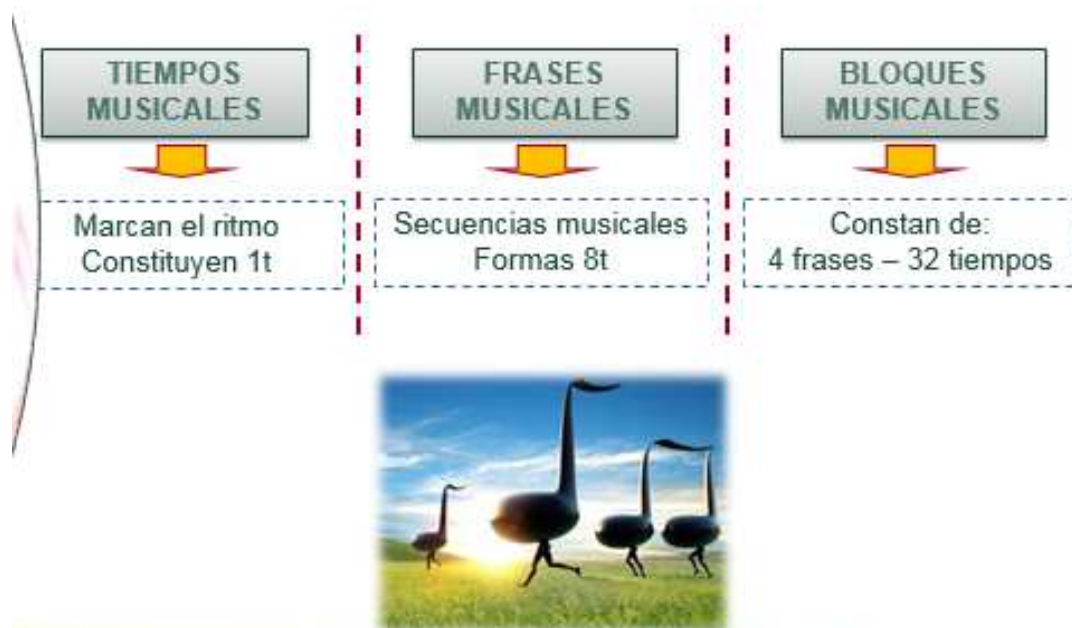 TIEMPOS
MUSICALES
Marcan el ritmo
Constituyen 1t
FRASES
MUSICALES
Secuencias musicales
Formas 8t
BLOQUES
MUSICALES
Constan de:
4 frases – 32 tiempos